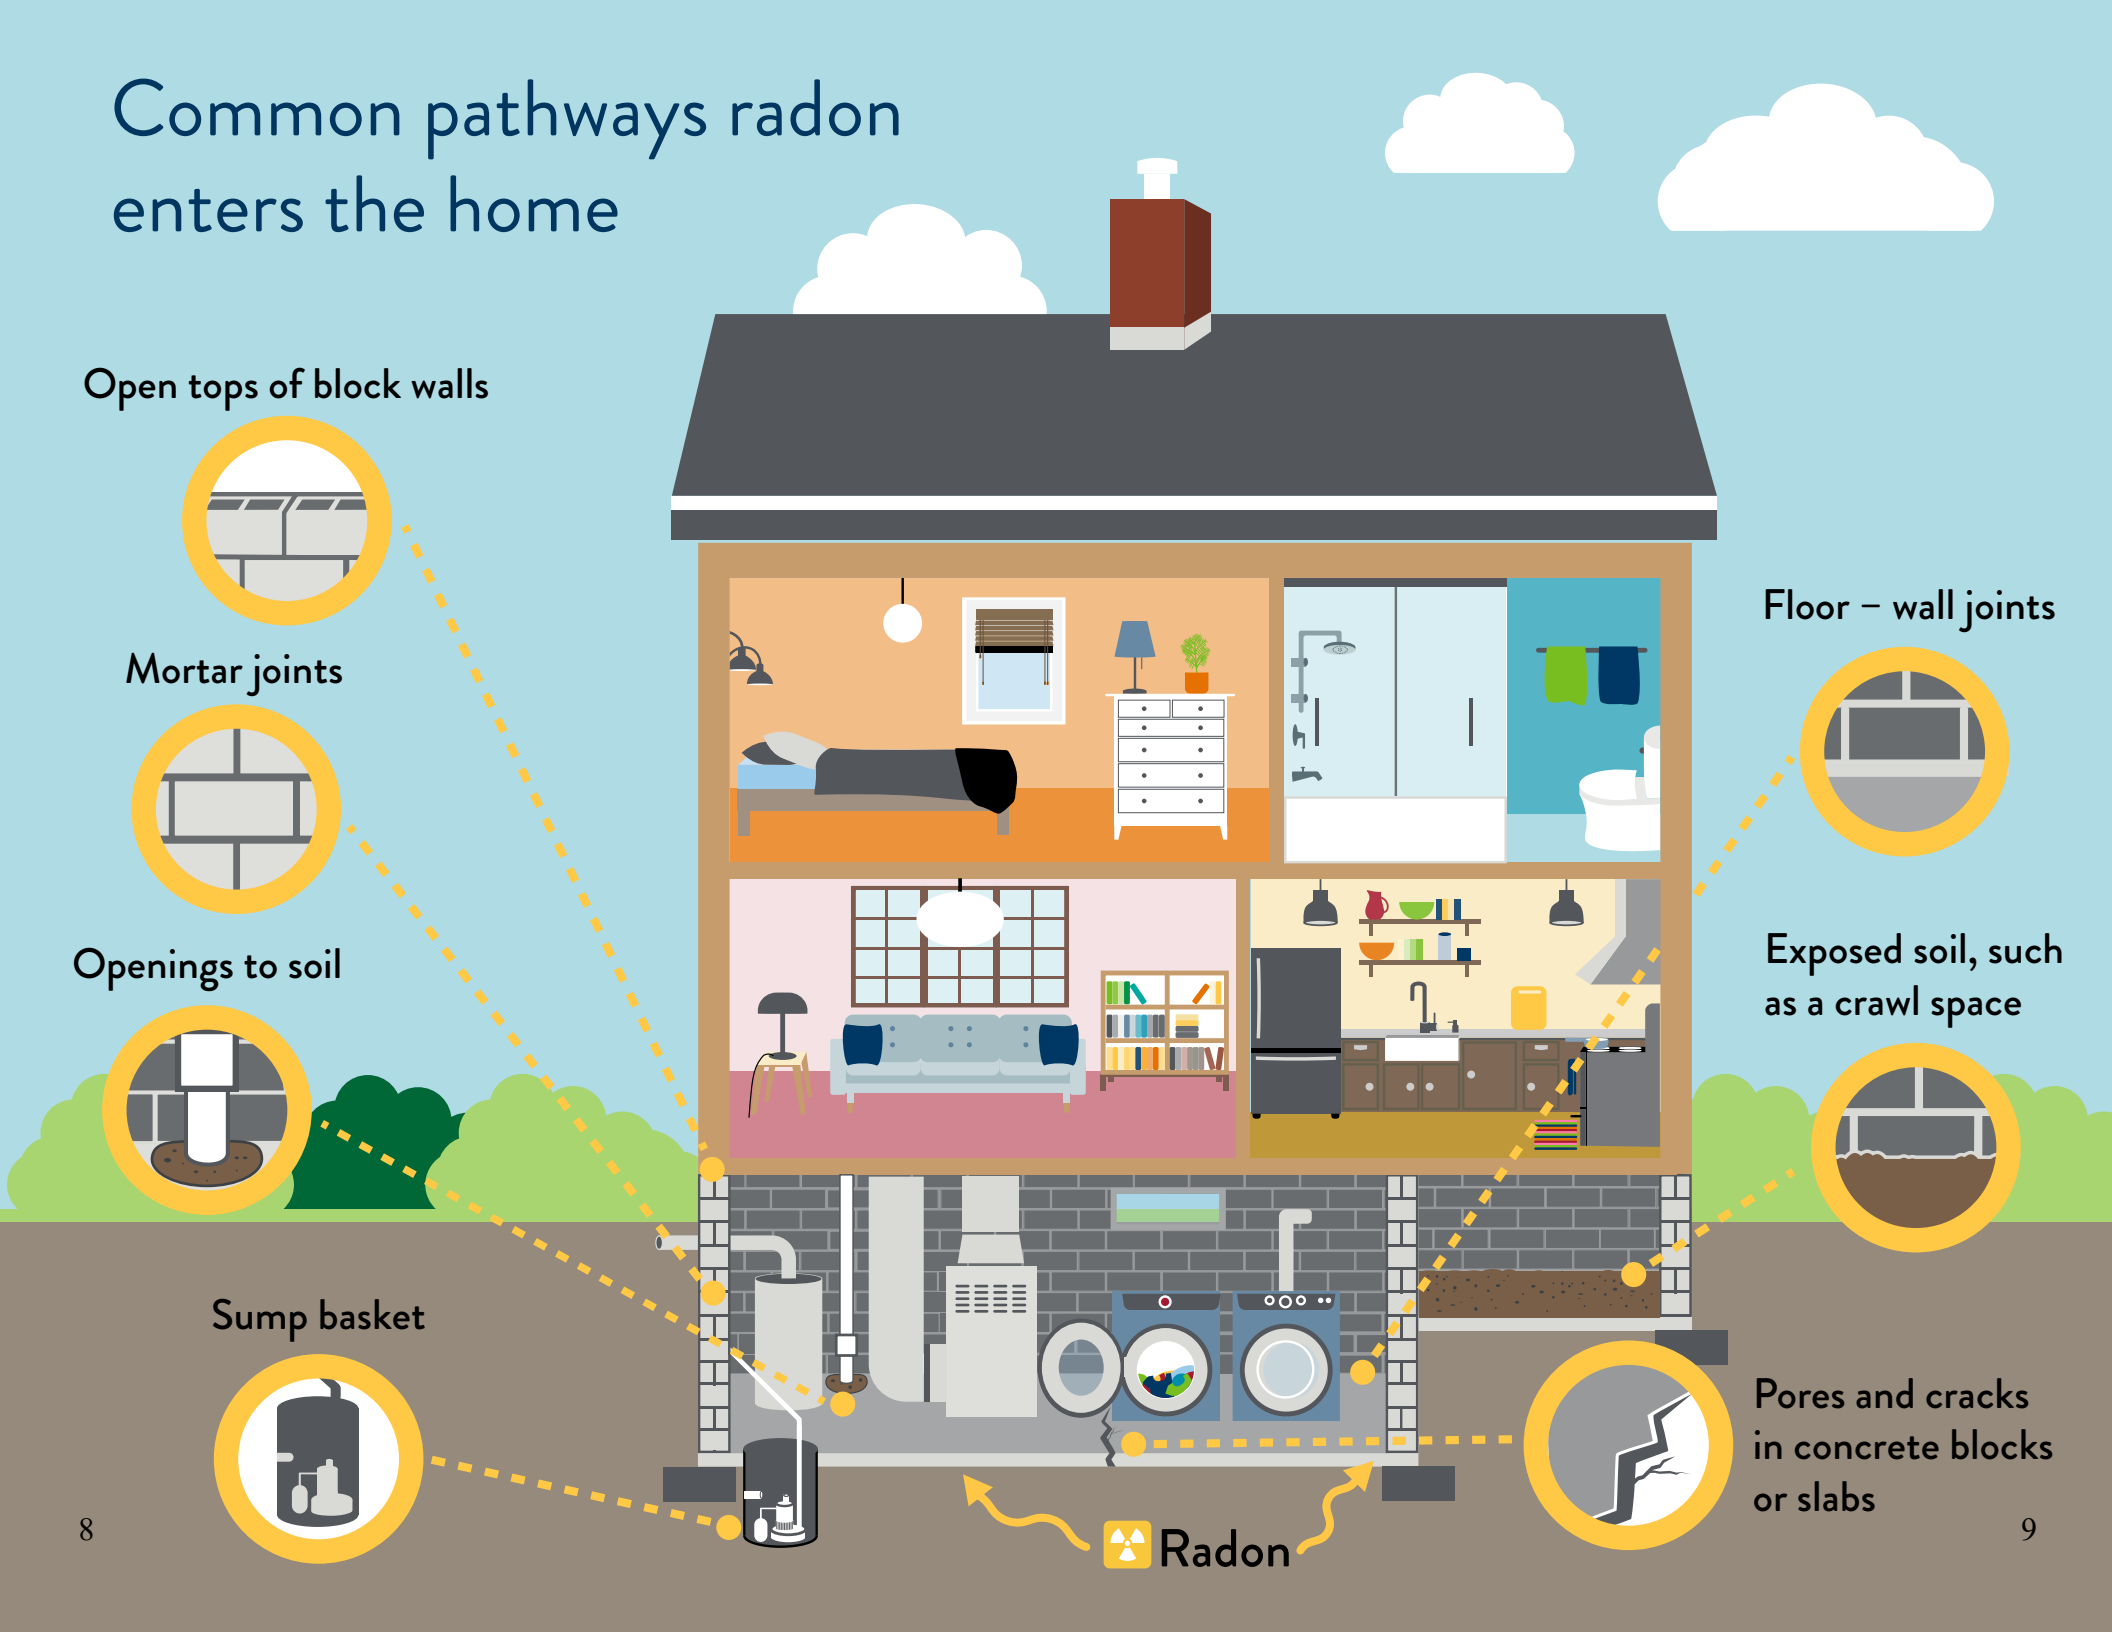 Common pathways radon
enters the home
Open tops of block walls
Mortar joints
Openings to soil
Sump basket
Floor – wall joints
Exposed soil, such
as a crawl space
Pores and cracks
in concrete blocks
or slabs
Radon
8
9